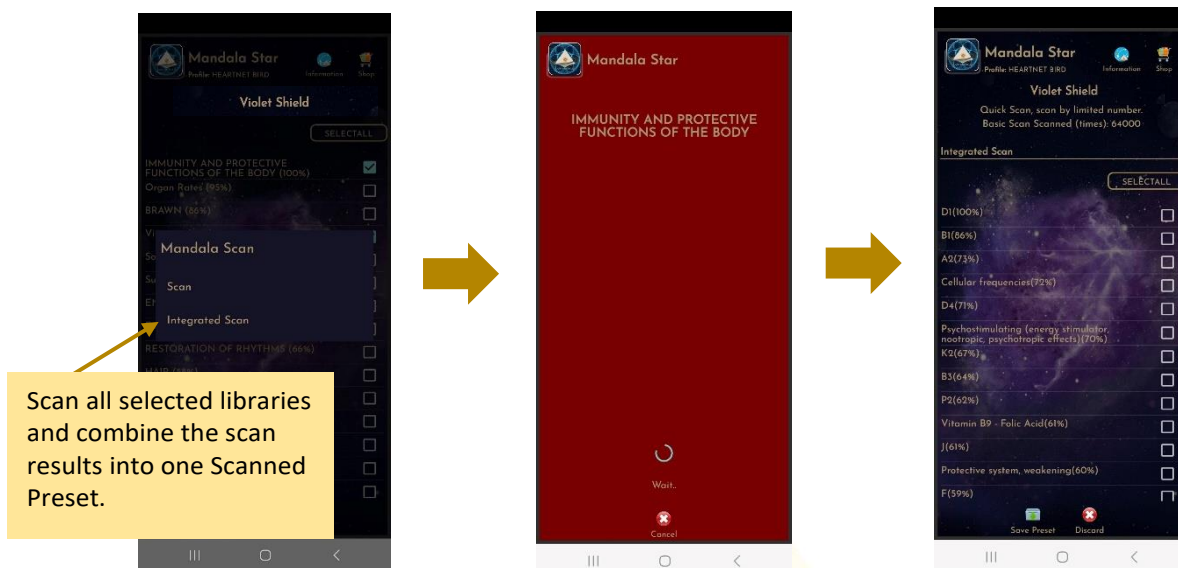 Mandala Star
Profile: HEARTNET BIRD
Information
Shop
Violet Shield
SELECTALL
IMMUNITY AND PROTECTIVE
FUNCTIONS OF THE BODY (100%)
Organ Rates (95%)
BRAWN (86%)
Mandala Scan
Scan
Integrated Scan
RESTORATION OF RHYTHMS (66%)
Scan all selected libraries
and combine the scan
results into one Scanned
Preset.
Mandala Star
IMMUNITY AND PROTECTIVE
FUNCTIONS OF THE BODY
Wait..
Cancel
Mandala Star
Profile: HEARTNET BIRD
Information
Shop
Violet Shield
Quick Scan, scan by limited number.
Basic Scan Scanned (times): 64000
Integrated Scan
SELECTALL
D1(100%)
B1(86%)
A2(73%)
Cellular frequencies(72%)
D4(71%)
Psychostimulating (energy stimulator,
nootropic, psychotropic effects)(70%)
K2(67%)
B3(64%)
P2(62%)
Vitamin B9 - Folic Acid(61%)
J(61%)
Protective system, weakening(60%)
F(59%)
Save Preset
Discard